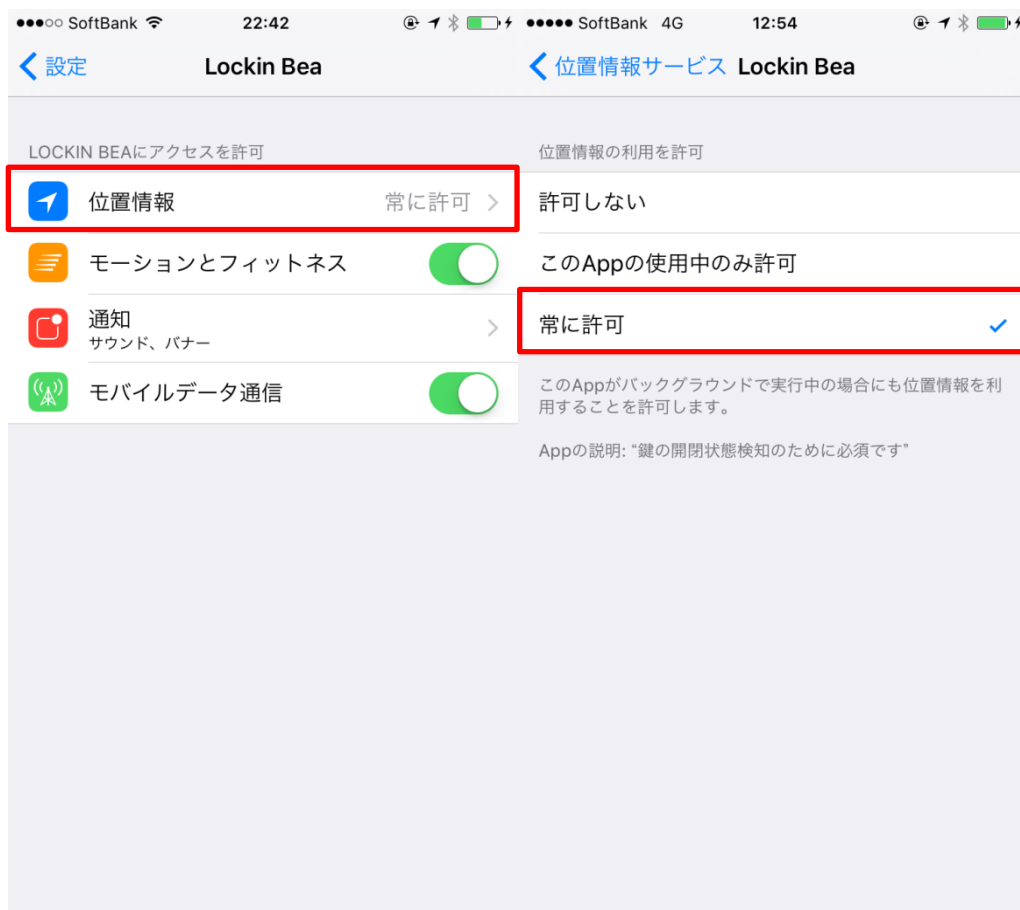 SoftBank 22:42
設定 Lockin Bea
LOCKIN BEAにアクセスを許可
位置情報 常に許可
モーションとフィットネス
通知
サウンド、バナー
モバイルデータ通信
SoftBank 4G 12:54
位置情報サービス Lockin Bea
位置情報の利用を許可
許可しない
このAppの使用中のみ許可
常に許可
このAppがバックグラウンドで実行中の場合にも位置情報を利
用することを許可します。
Appの説明: “鍵の開閉状態検知のために必須です”